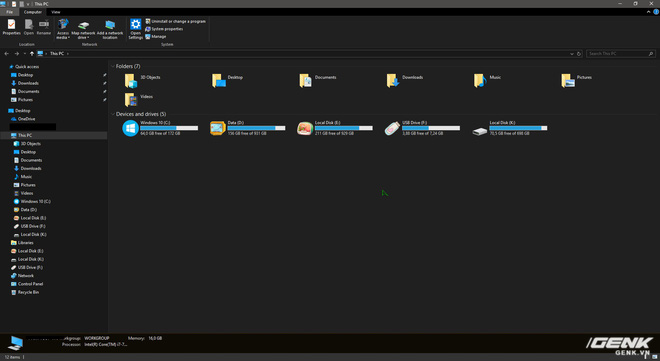 This PC
File
Computer
View
Properties
Open
Rename
Access media
Map network drive
Add a network location
Open Settings
Uninstall or change a program
System properties
Manage
Location
Network
System
This PC
Search This PC
Quick access
Desktop
Downloads
Documents
Pictures
Desktop
OneDrive
This PC
3D Objects
Desktop
Documents
Downloads
Music
Pictures
Videos
Windows 10 (C:)
Data (D:)
Local Disk (E:)
USB Drive (F:)
Local Disk (K:)
Libraries
Local Disk (E:)
Local Disk (K:)
USB Drive (F:)
Network
Control Panel
Recycle Bin
Folders (7)
3D Objects
Desktop
Documents
Downloads
Music
Pictures
Videos
Devices and drives (5)
Windows 10 (C:)
64,0 GB free of 172 GB
Data (D:)
156 GB free of 931 GB
Local Disk (E:)
211 GB free of 929 GB
USB Drive (F:)
3,88 GB free of 7,24 GB
Local Disk (K:)
70,5 GB free of 698 GB
Workgroup: WORKGROUP
Memory: 16,0 GB
Processor: Intel(R) Core(TM) i7-7...
12 items
GENK
GENK.VN